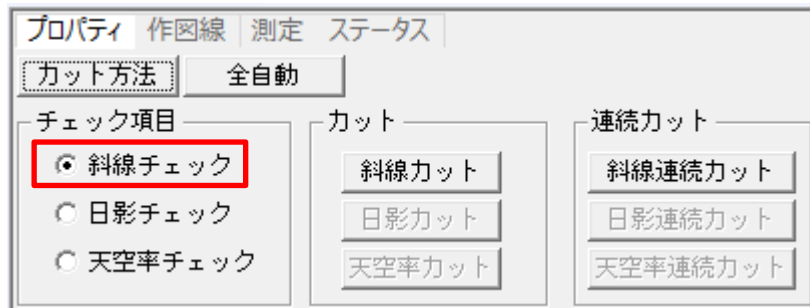 プロパティ 作図線 測定 ステータス
カット方法 全自動
チェック項目 カット 連続カット
斜線チェック 斜線カット 斜線連続カット
日影チェック 日影カット 日影連続カット
天空率チェック 天空率カット 天空率連続カット